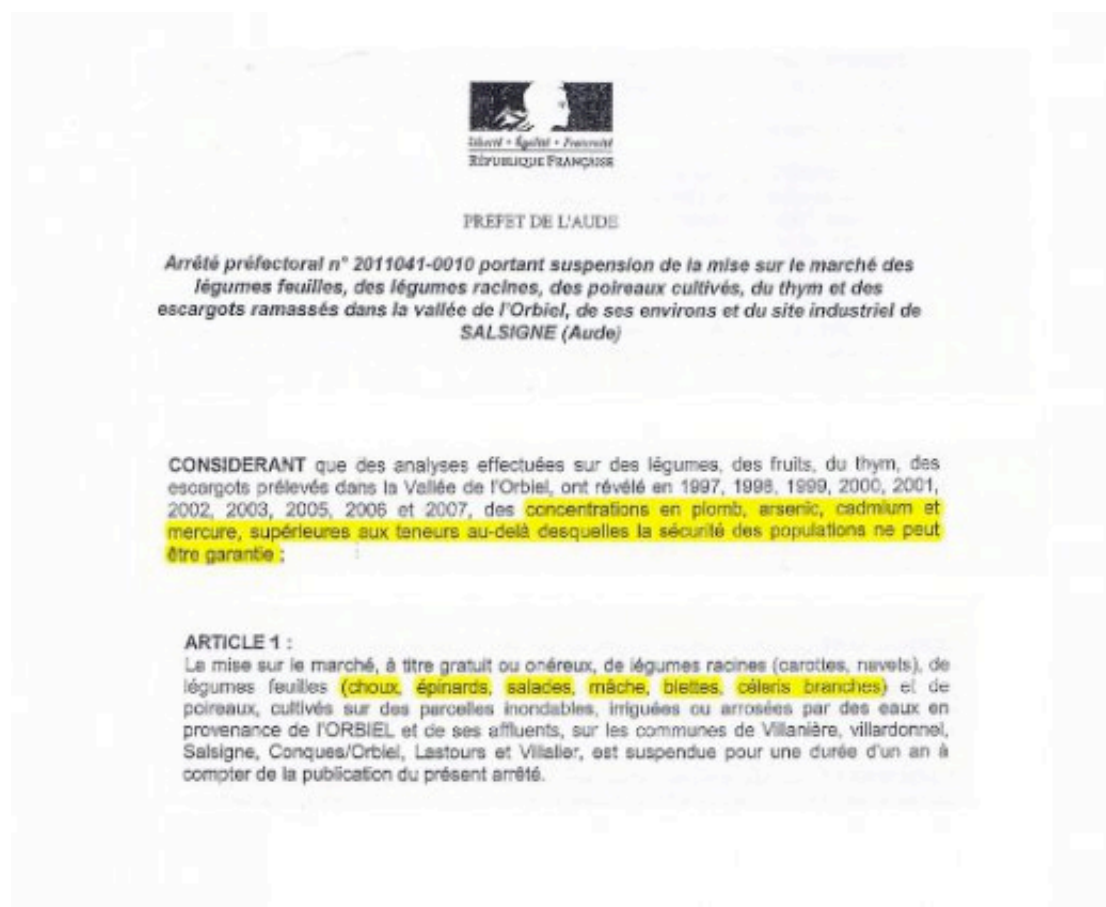 Liberté • Égalité • Fraternité
RÉPUBLIQUE FRANÇAISE
PREFET DE L'AUDE
Arrêté préfectoral n° 2011041-0010 portant suspension de la mise sur le marché des
légumes feuilles, des légumes racines, des poireaux cultivés, du thym et des
escargots ramassés dans la vallée de l'Orbiel, de ses environs et du site industriel de
SALSIGNE (Aude)
CONSIDERANT que des analyses effectuées sur des légumes, des fruits, du thym, des
escargots prélevés dans la Vallée de l'Orbiel, ont révélé en 1997, 1998, 1999, 2000, 2001,
2002, 2003, 2005, 2006 et 2007, des concentrations en plomb, arsenic, cadmium et
mercure, supérieures aux teneurs au-delà desquelles la sécurité des populations ne peut
être garantie ;
ARTICLE 1 :
La mise sur le marché, à titre gratuit ou onéreux, de légumes racines (carottes, navets), de
légumes feuilles (choux, épinards, salades, mâche, blettes, céleris branches) et de
poireaux, cultivés sur des parcelles inondables, irriguées ou arrosées par des eaux en
provenance de l'ORBIEL et de ses affluents, sur les communes de Villanière, villardonnel,
Salsigne, Conques/Orbiel, Lastours et Villalier, est suspendue pour une durée d'un an à
compter de la publication du présent arrêté.